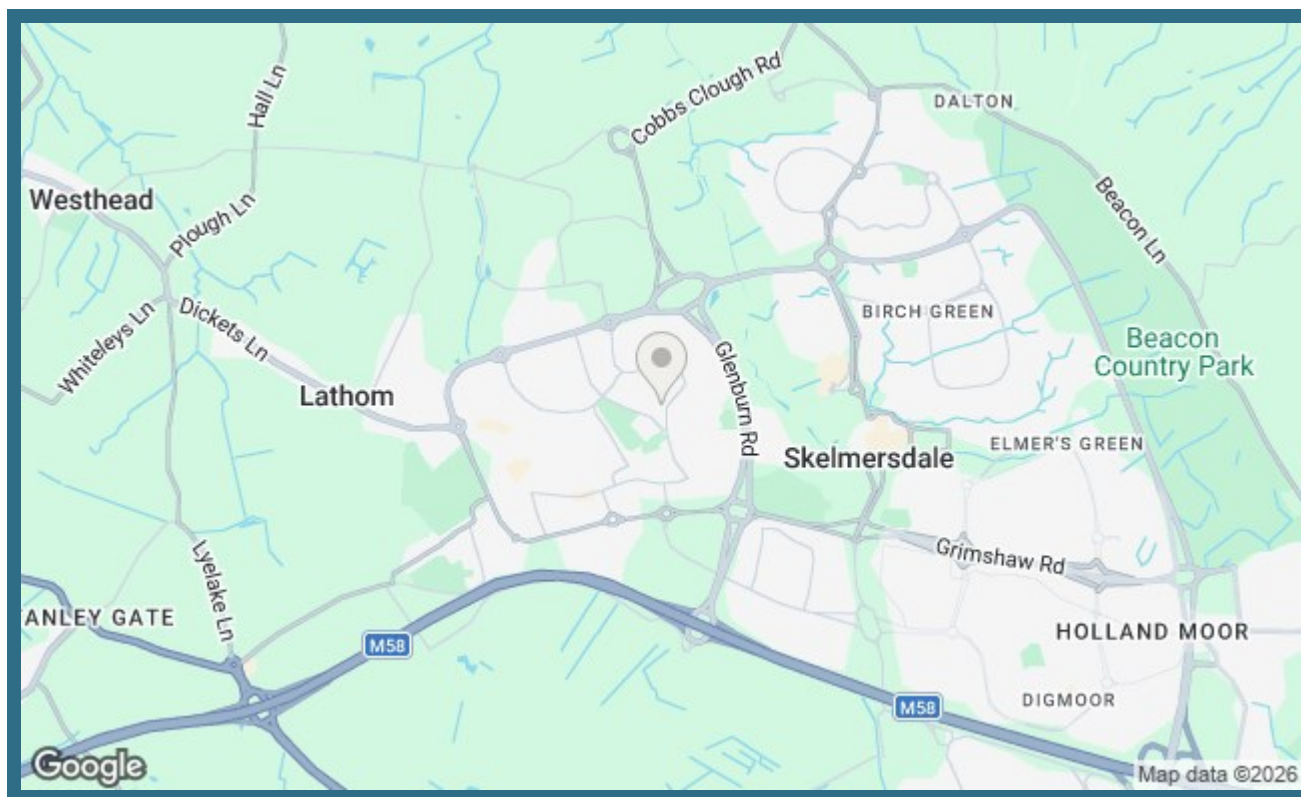 Cobbs Clough Rd
DALTON
Hall Ln
Westhead
Plough Ln
Beacon Ln
Whiteleys Ln
Dickets Ln
BIRCH GREEN
Glenburn Rd
Beacon
Country Park
Lathom
Skelmersdale
ELMER'S GREEN
Lyelake Ln
Grimshaw Rd
ANLEY GATE
M58
HOLLAND MOOR
DIGMOOR
M58
Google
Map data ©2026